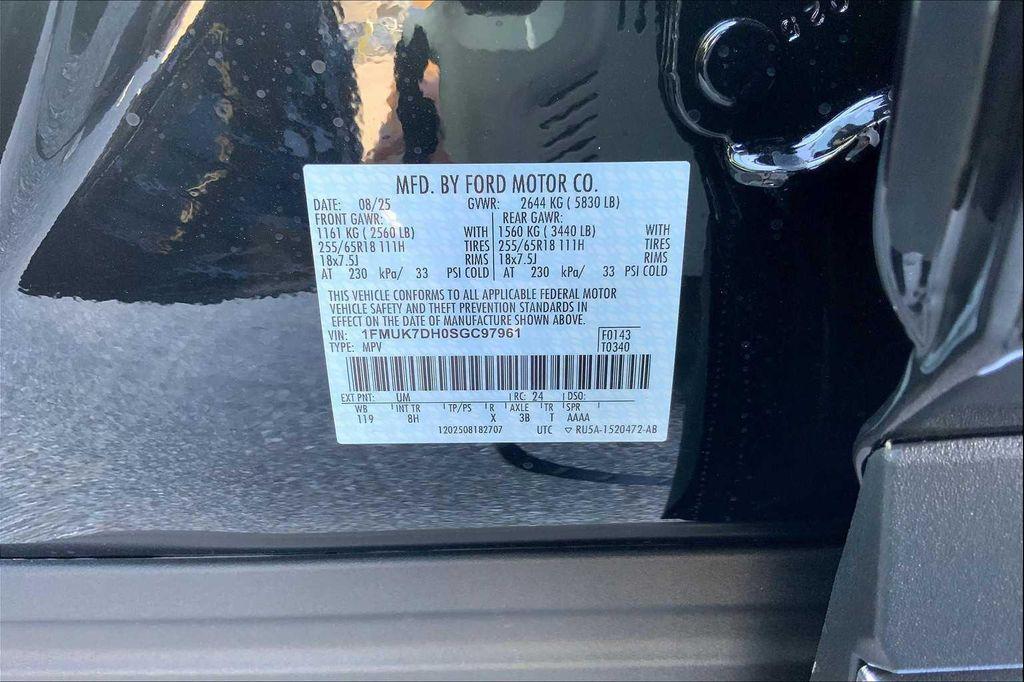 MFD. BY FORD MOTOR CO.
DATE: 08/25 GVWR: 2644 KG ( 5830 LB)
FRONT GAWR: REAR GAWR:
1161 KG ( 2560 LB) WITH 1560 KG ( 3440 LB) WITH
255/65R18 111H TIRES 255/65R18 111H TIRES
18x7.5J RIMS 18x7.5J RIMS
AT 230 kPa/ 33 PSI COLD AT 230 kPa/ 33 PSI COLD
THIS VEHICLE CONFORMS TO ALL APPLICABLE FEDERAL MOTOR
VEHICLE SAFETY AND THEFT PREVENTION STANDARDS IN
EFFECT ON THE DATE OF MANUFACTURE SHOWN ABOVE.
VIN: 1FMUK7DH0SGC97961 F0143
TYPE: MPV T0340
EXT PNT: UM RC: 24 DSO:
WB INT TR TP/PS R AXLE TR SPR
119 8H X 3B T AAAA
1202508182707 UTC ▽ RU5A-1520472-AB